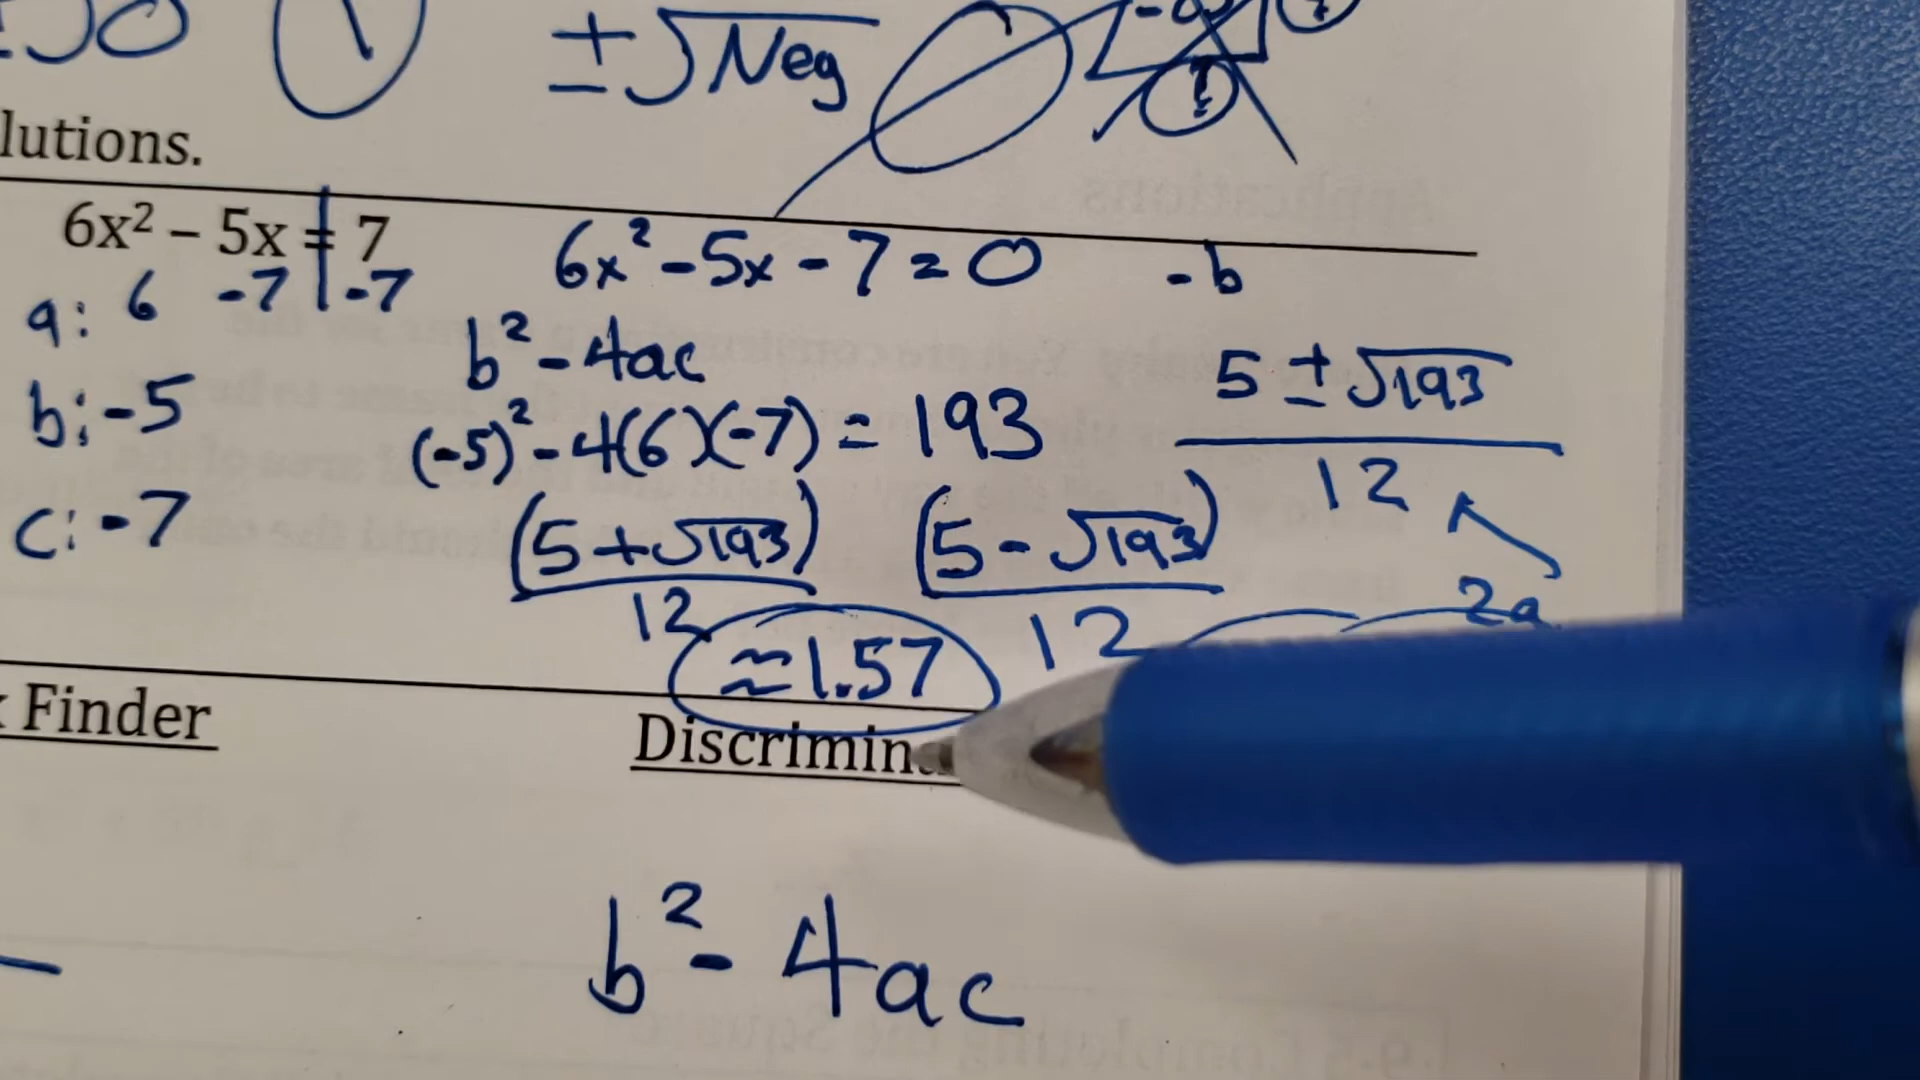 ± √Neg
lutions.
6x² – 5x = 7
-7 -7
6x² - 5x - 7 = 0
-b
a: 6
b² - 4ac
5 ± √193
12
b: -5
(-5)² - 4(6)(-7) = 193
c: -7
(5 + √193)
12
(5 - √193)
12
2a
≈ 1.57
Finder
Discrimin
b² - 4ac